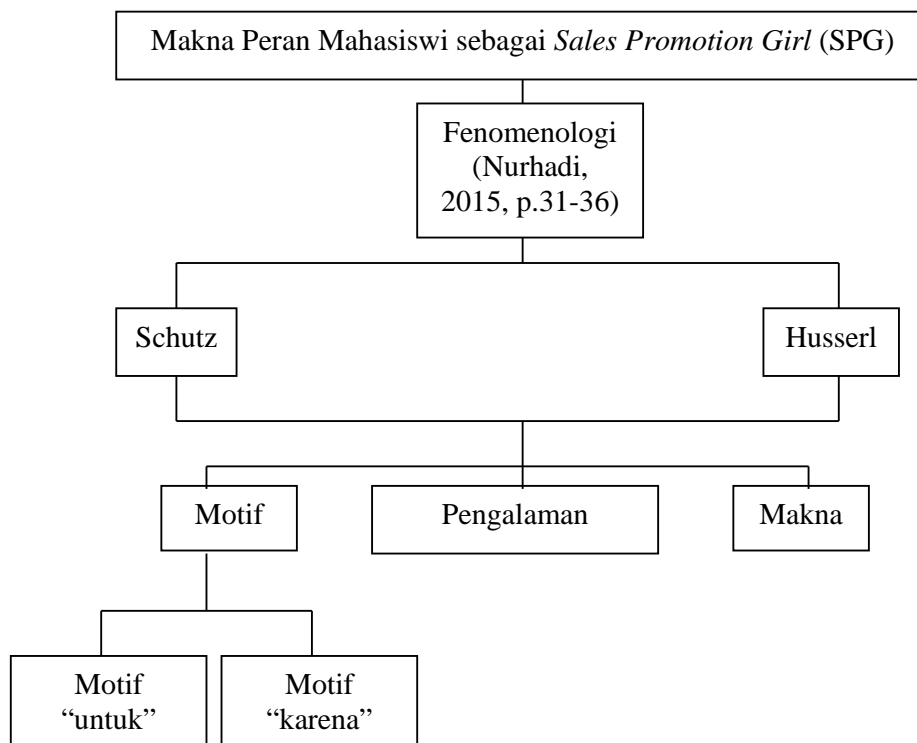 Makna Peran Mahasiswi sebagai Sales Promotion Girl (SPG)
Fenomenologi
(Nurhadi,
2015, p.31-36)
Schutz
Husserl
Motif
Pengalaman
Makna
Motif
“untuk”
Motif
“karena”